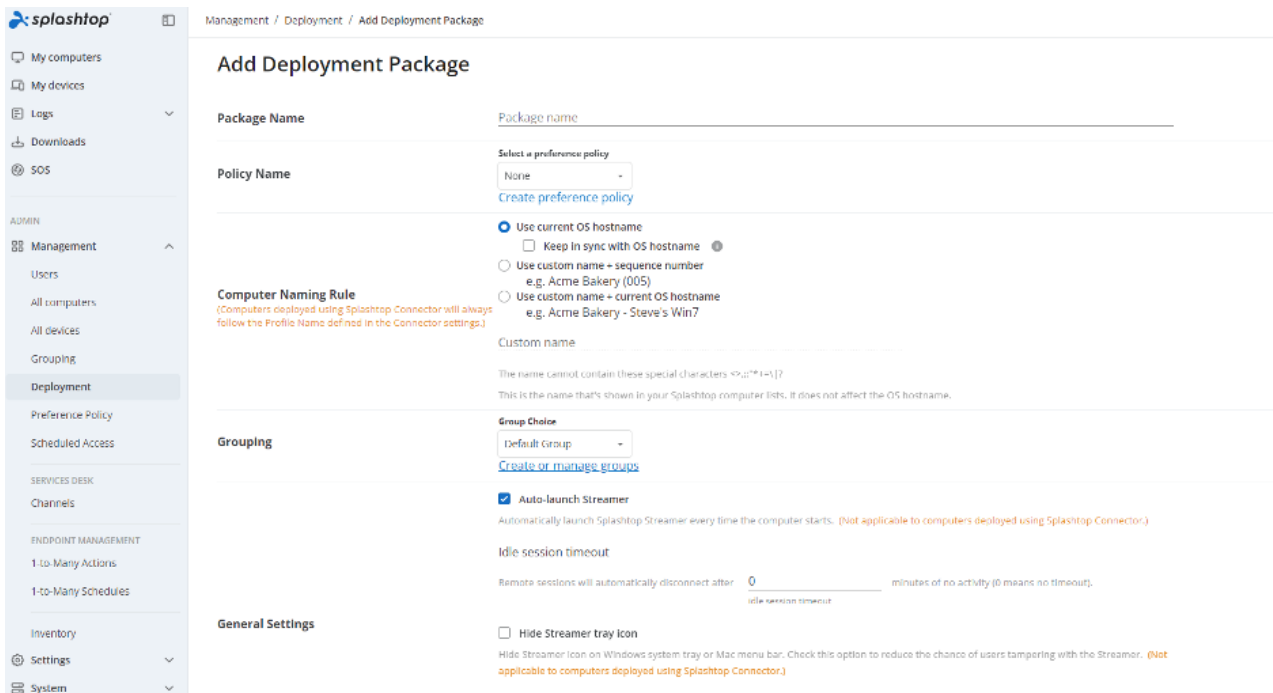 splashtop
Management / Deployment / Add Deployment Package
My computers
My devices
Logs
Downloads
SOS
ADMIN
Management
Users
All computers
All devices
Grouping
Deployment
Preference Policy
Scheduled Access
SERVICES DESK
Channels
ENDPOINT MANAGEMENT
1-to-Many Actions
1-to-Many Schedules
Inventory
Settings
System
Add Deployment Package
Package Name
Package name
Policy Name
Select a preference policy
None
Create preference policy
Computer Naming Rule
(Computers deployed using Splashtop Connector will always
follow the Profile Name defined in the Connector settings.)
Use current OS hostname
Keep in sync with OS hostname
Use custom name + sequence number
e.g. Acme Bakery (005)
Use custom name + current OS hostname
e.g. Acme Bakery - Steve's Win7
Custom name
The name cannot contain these special characters
This is the name that's shown in your Splashtop computer lists. It does not affect the OS hostname.
Grouping
Group Choice
Default Group
Create or manage groups
General Settings
Auto-launch Streamer
Automatically launch Splashtop Streamer every time the computer starts. (Not applicable to computers deployed using Splashtop Connector.)
Idle session timeout
Remote sessions will automatically disconnect after 0 minutes of no activity (0 means no timeout).
idle session timeout
Hide Streamer tray icon
Hide Streamer icon on Windows system tray or Mac menu bar. Check this option to reduce the chance of users tampering with the Streamer. (Not
applicable to computers deployed using Splashtop Connector.)